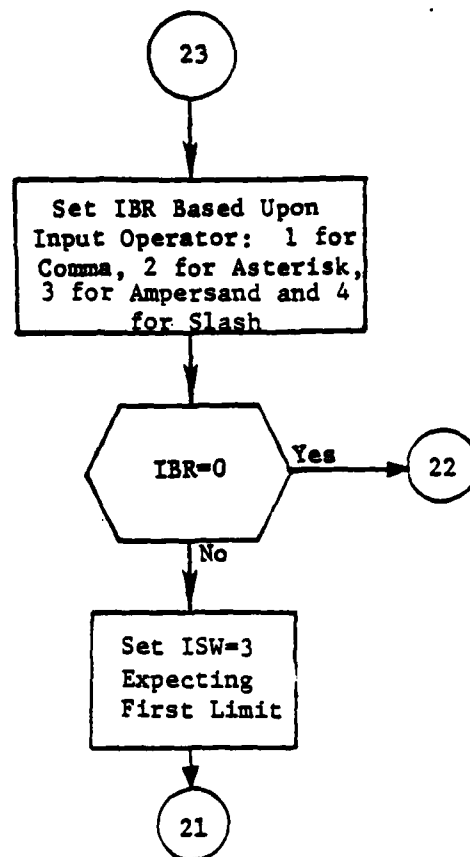 23
Set IBR Based Upon
Input Operator: 1 for
Comma, 2 for Asterisk,
3 for Ampersand and 4
for Slash
IBR=0
Yes
22
No
Set ISW=3
Expecting
First Limit
21